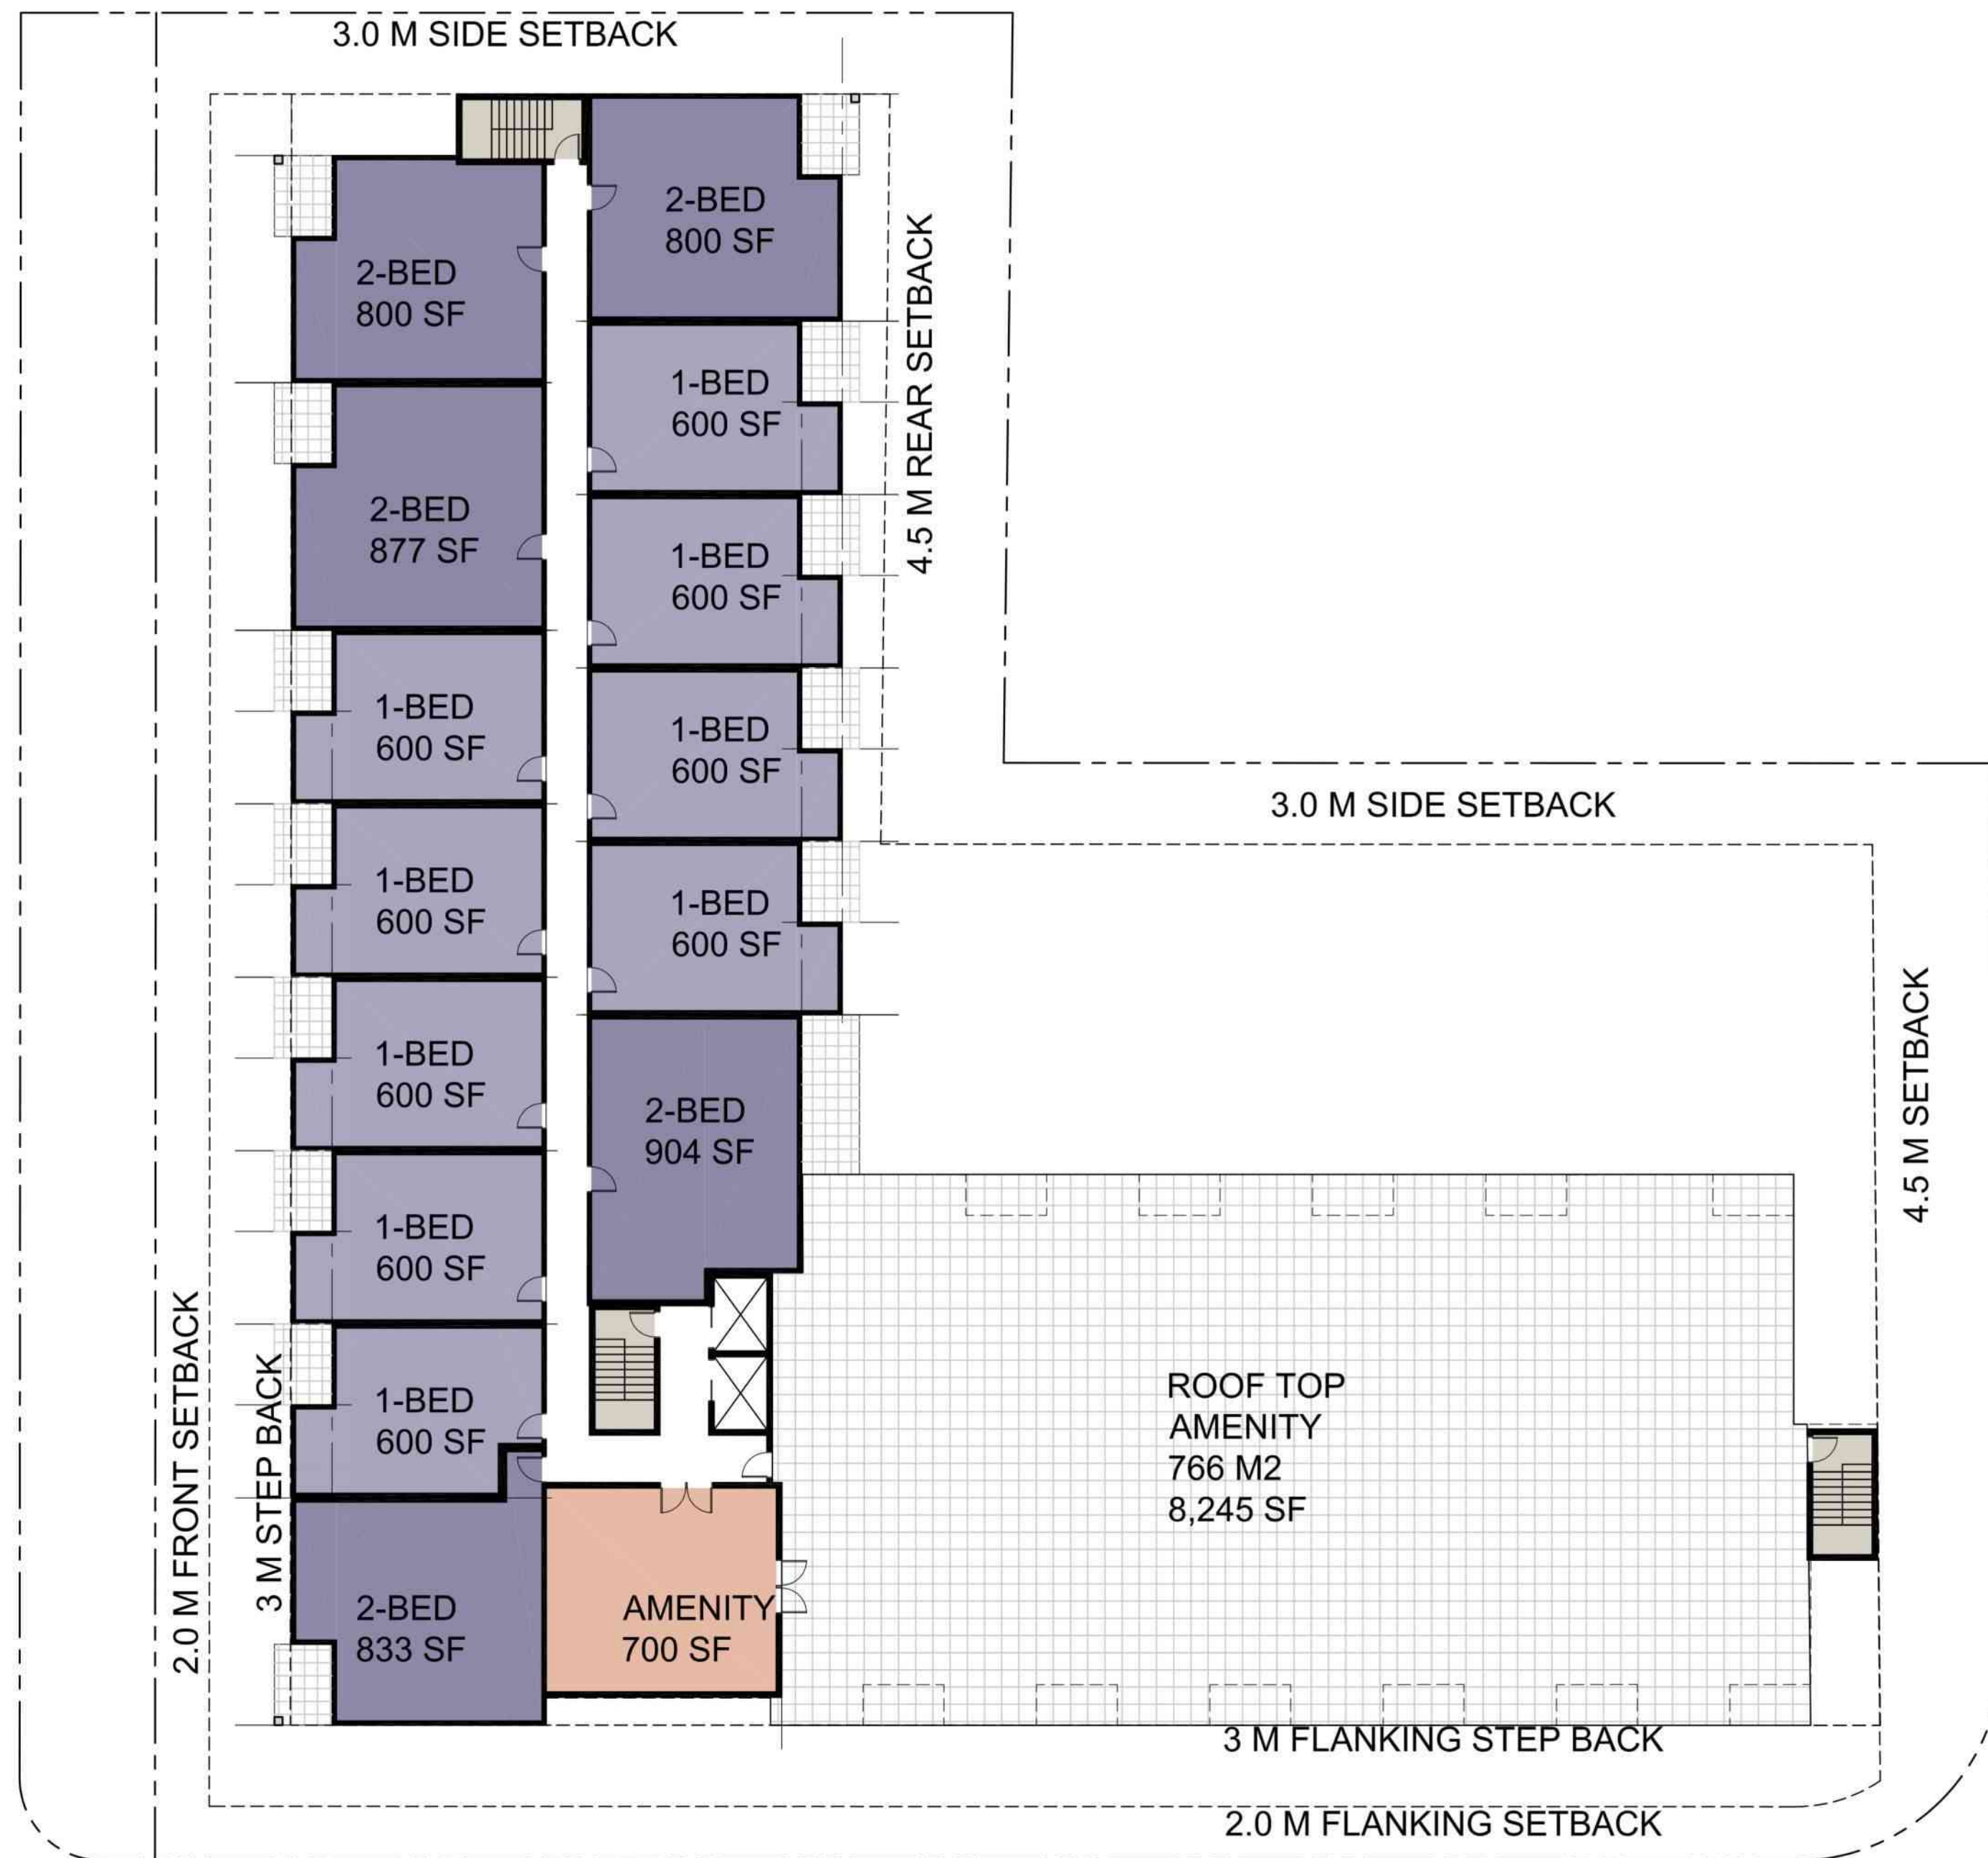 3.0 M SIDE SETBACK
2-BED
800 SF
2-BED
800 SF
4.5 M REAR SETBACK
1-BED
600 SF
2-BED
877 SF
1-BED
600 SF
1-BED
600 SF
1-BED
600 SF
3.0 M SIDE SETBACK
1-BED
600 SF
1-BED
600 SF
1-BED
600 SF
2-BED
904 SF
4.5 M SETBACK
1-BED
600 SF
1-BED
600 SF
2.0 M FRONT SETBACK
3 M STEP BACK
ROOF TOP
AMENITY
766 M2
8,245 SF
2-BED
833 SF
AMENITY
700 SF
3 M FLANKING STEP BACK
2.0 M FLANKING SETBACK